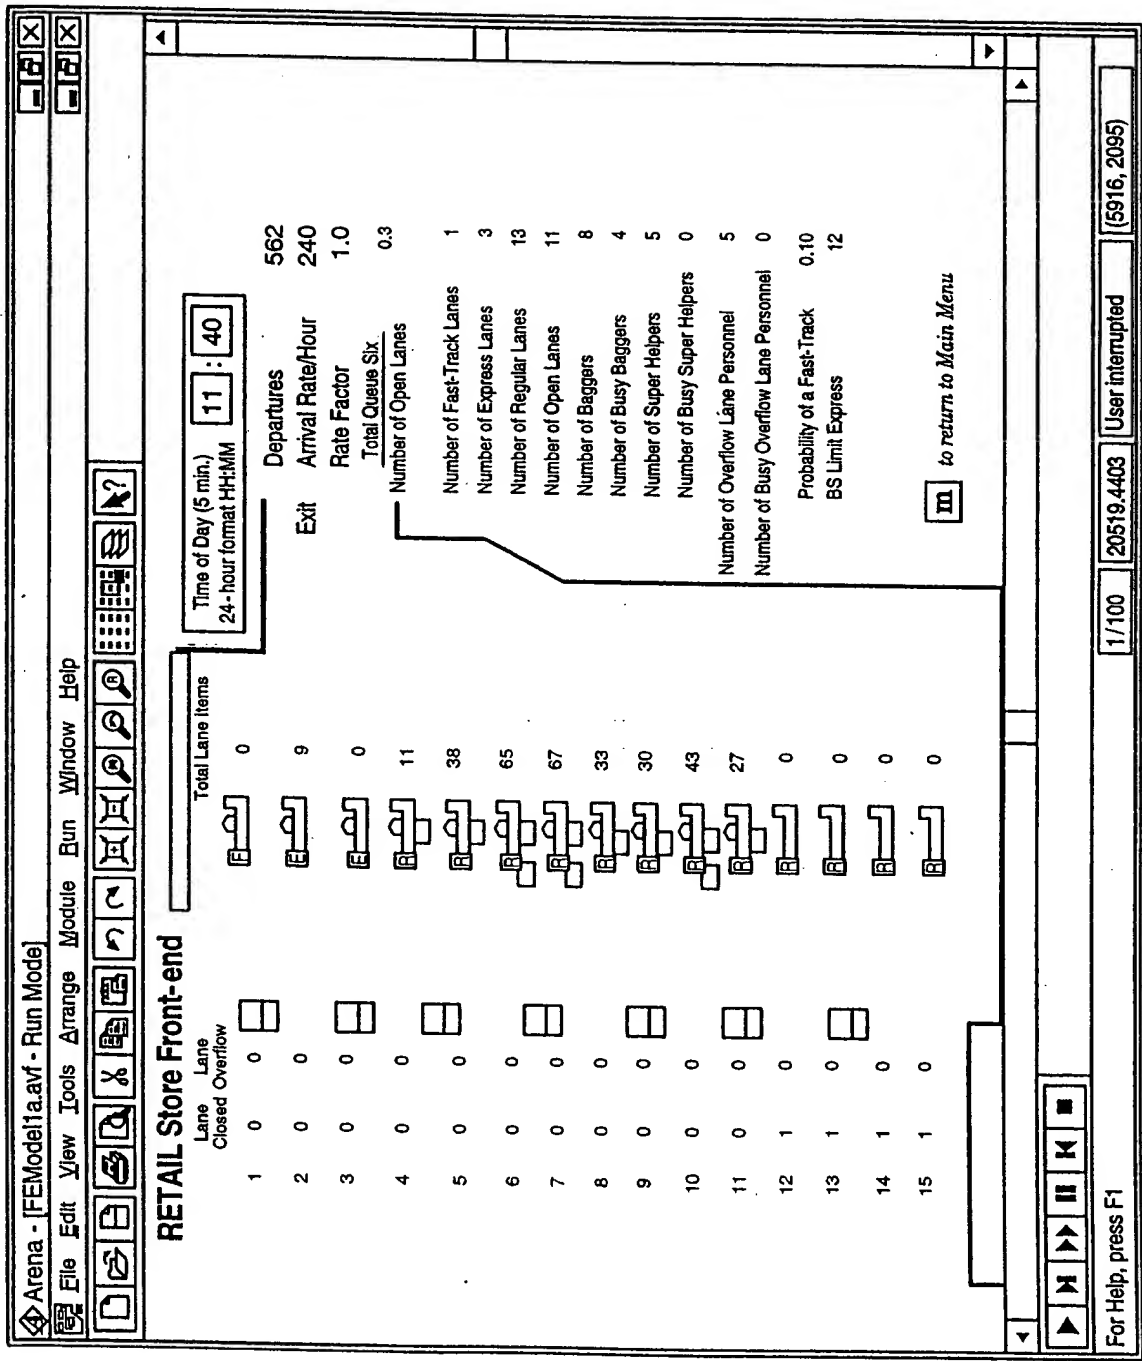 Arena - [FEModel1a.avf - Run Mode]
File Edit View Tools Arrange Module Run Window Help
RETAIL Store Front-end
Time of Day (5 min.)
24-hour format HH:MM
11 : 40
Lane Closed
Lane Overflow
Total Lane Items
1 0 0 F 0
2 0 0 E 9
3 0 0 E 0
4 0 0 R 11
5 0 0 R 38
6 0 0 R 65
7 0 0 R 67
8 0 0 R 33
9 0 0 R 30
10 0 0 R 43
11 0 0 R 27
12 1 0 R 0
13 1 0 R 0
14 1 0 R 0
15 1 0 R 0
Departures 562
Exit Arrival Rate/Hour 240
Rate Factor 1.0
Total Queue Six 0.3
Number of Open Lanes
Number of Fast-Track Lanes 1
Number of Express Lanes 3
Number of Regular Lanes 13
Number of Open Lanes 11
Number of Baggers 8
Number of Busy Baggers 4
Number of Super Helpers 5
Number of Busy Super Helpers 0
Number of Overflow Lane Personnel 5
Number of Busy Overflow Lane Personnel 0
Probability of a Fast-Track 0.10
BS Limit Express 12
m to return to Main Menu
For Help, press F1
1/100 20519.4403 User interrupted (5916, 2095)